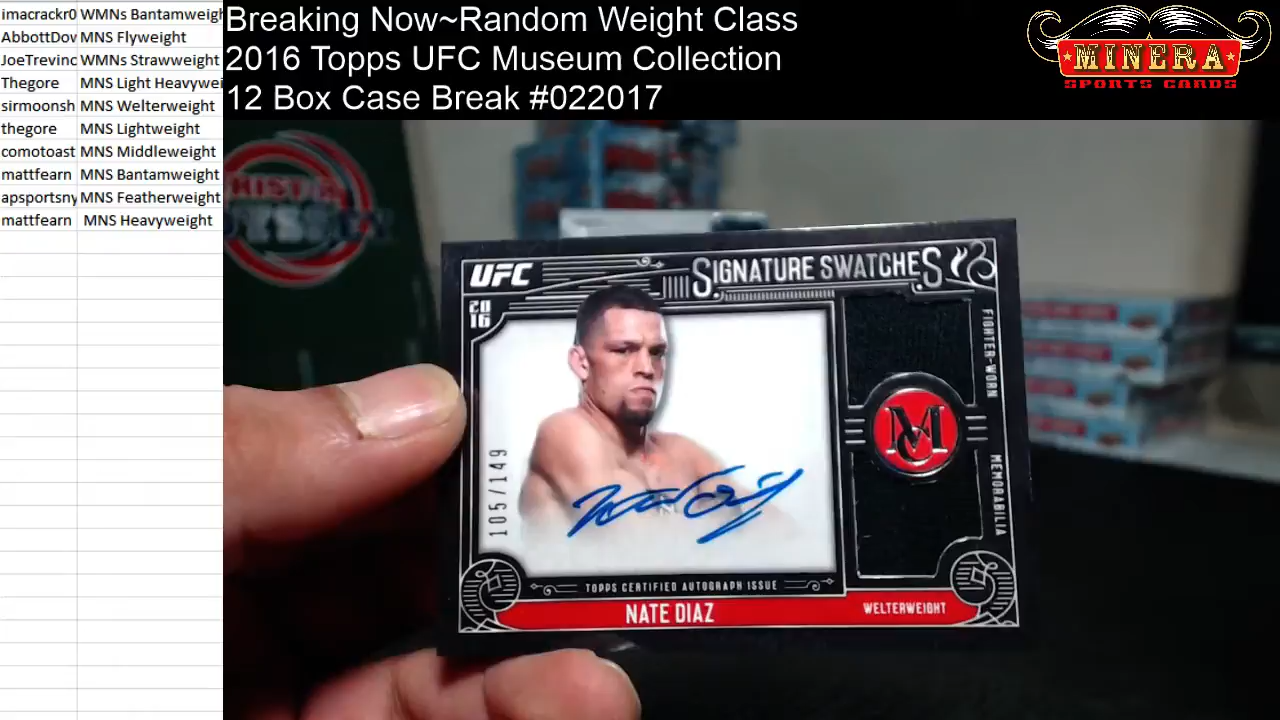 imacrackr0 WMNs Bantamweigh
AbbottDov MNS Flyweight
JoeTrevino WMNs Strawweight
Thegore MNS Light Heavywei
sirmoonsh MNS Welterweight
thegore MNS Lightweight
comotoast MNS Middleweight
mattfearn MNS Bantamweight
apsportsny MNS Featherweight
mattfearn MNS Heavyweight
Breaking Now~Random Weight Class
2016 Topps UFC Museum Collection
12 Box Case Break #022017
MINERA
SPORTS CARDS
UFC
SIGNATURE SWATCHES
2016
FIGHTER-WORN
MEMORABILIA
MC
105/149
TOPPS CERTIFIED AUTOGRAPH ISSUE
NATE DIAZ
WELTERWEIGHT